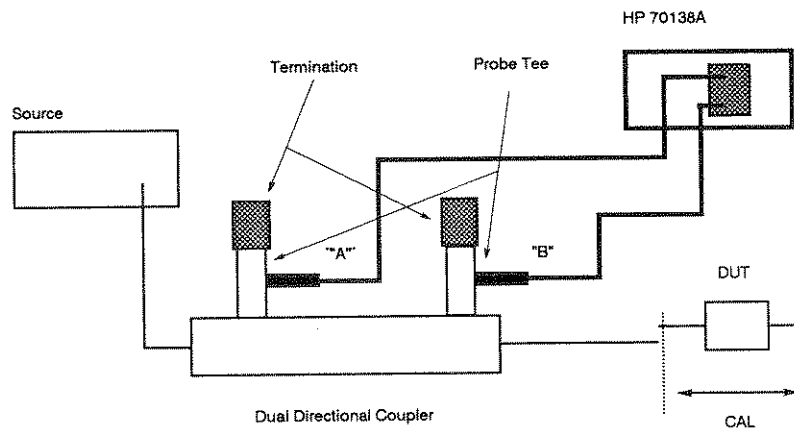 HP 70138A
Termination
Probe Tee
Source
""A"
"B"
DUT
Dual Directional Coupler
CAL